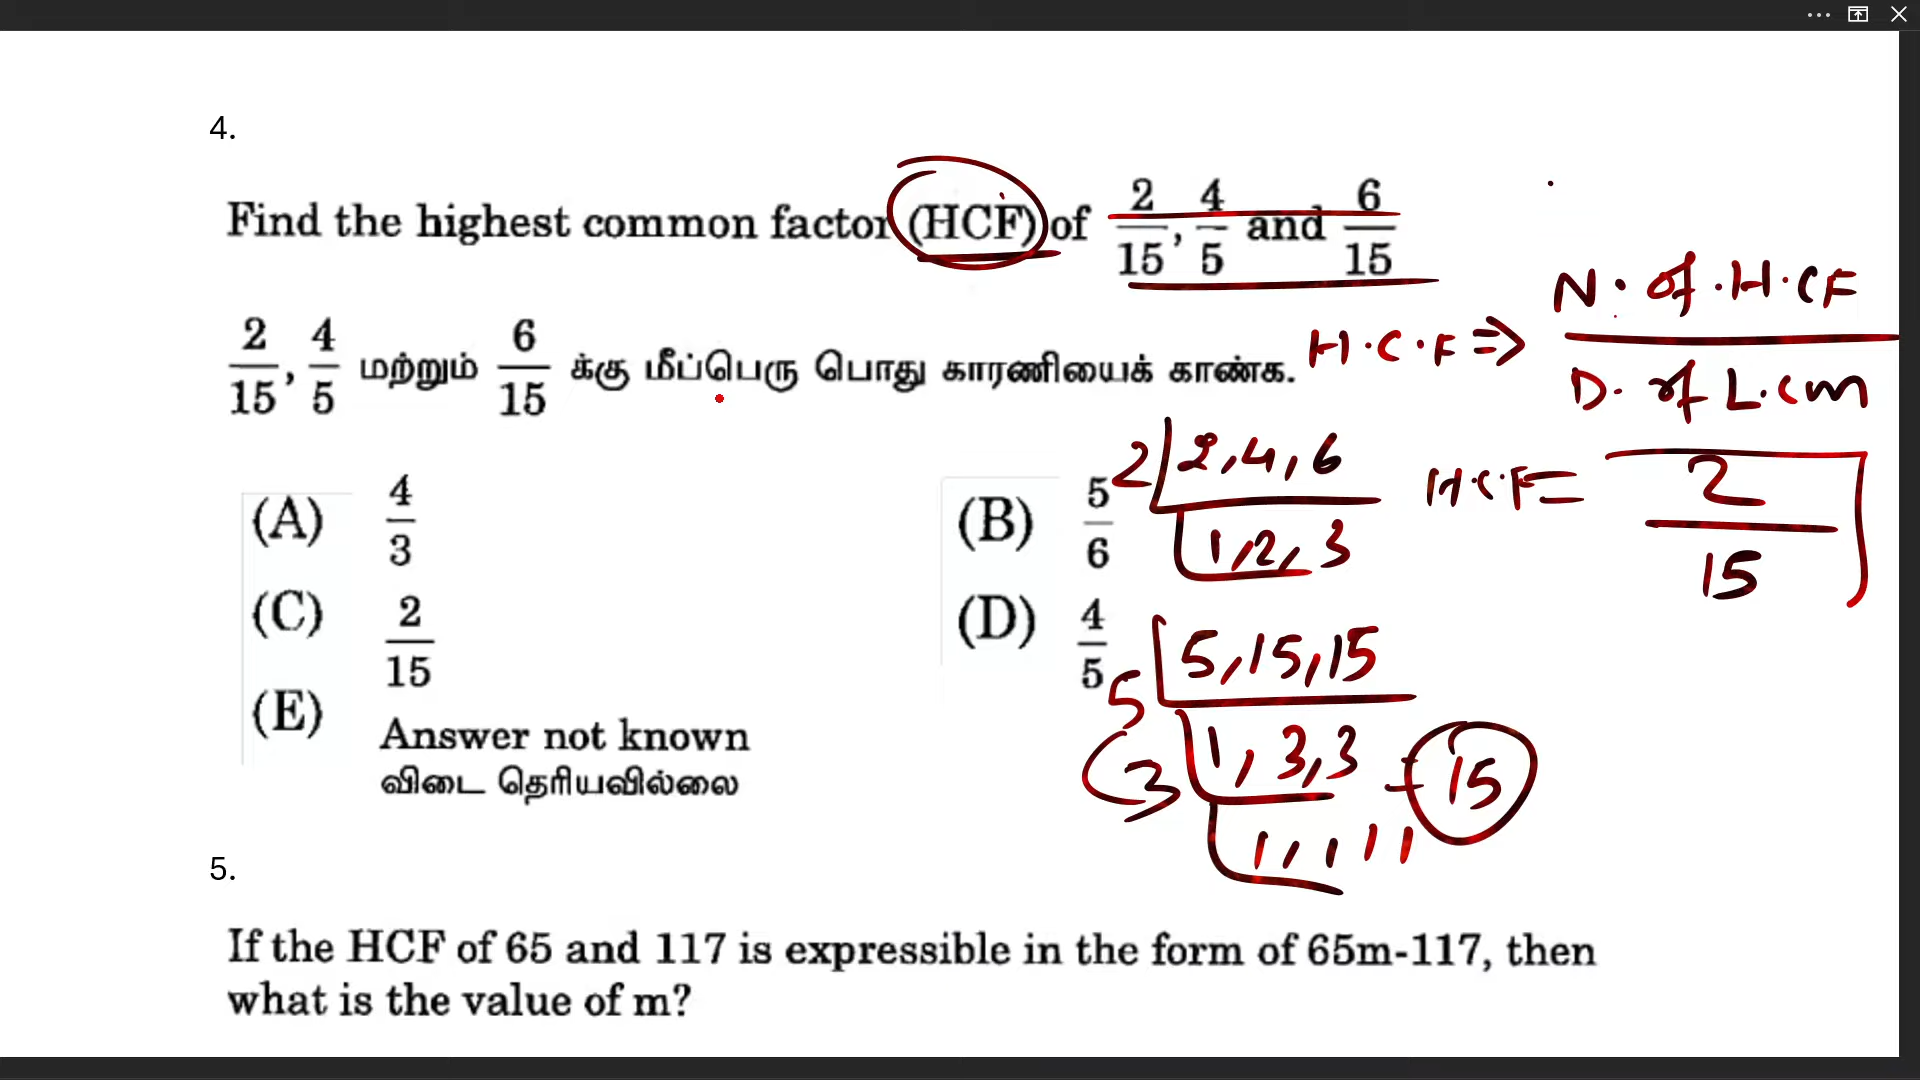 4.
Find the highest common factor (HCF) of 2/15, 4/5 and 6/15
2/15, 4/5 மற்றும் 6/15 க்கு மீப்பெரு பொது காரணியைக் காண்க.
H.C.F ⇒ N. of. H.CF / D. of L.cm
(A) 4/3
(B) 5/6
(C) 2/15
(D) 4/5
(E) Answer not known
விடை தெரியவில்லை
2 | 2, 4, 6
1, 2, 3
H.C.F = 2/15
5 | 5, 15, 15
3 | 1, 3, 3 = 15
1, 1, 1
5.
If the HCF of 65 and 117 is expressible in the form of 65m-117, then
what is the value of m?